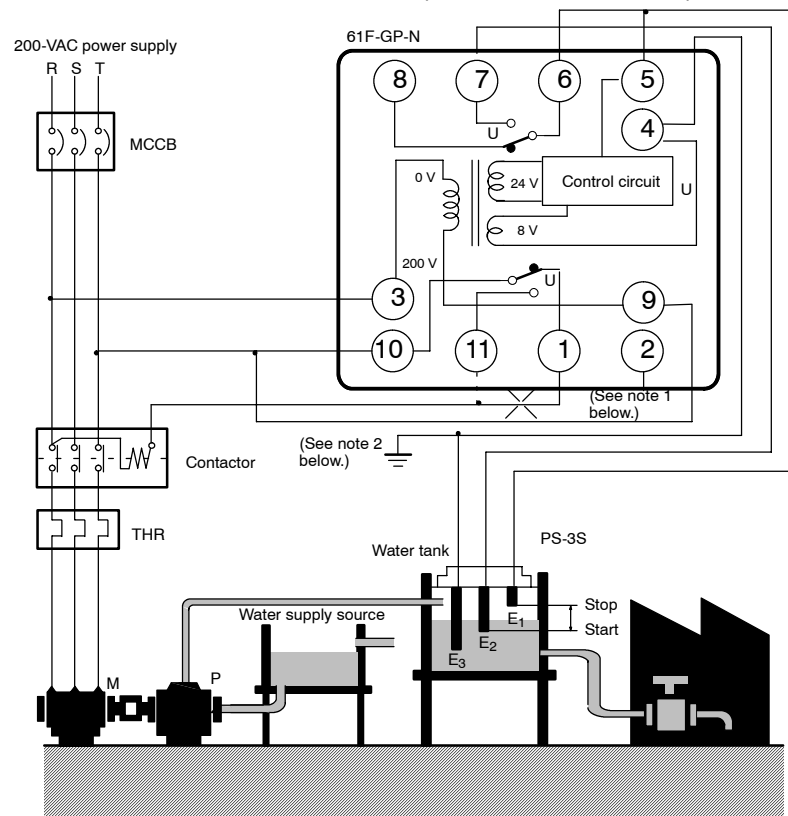 61F-GP-N
200-VAC power supply
R S T
MCCB
8 7 6 5
4
U
0 V
24 V
Control circuit
U
8 V
200 V
U
3
9
10 11 1 2
(See note 1
below.)
Contactor
(See note 2
below.)
THR
PS-3S
Water tank
Stop
Water supply source
E1
Start
E2
E3
M
P